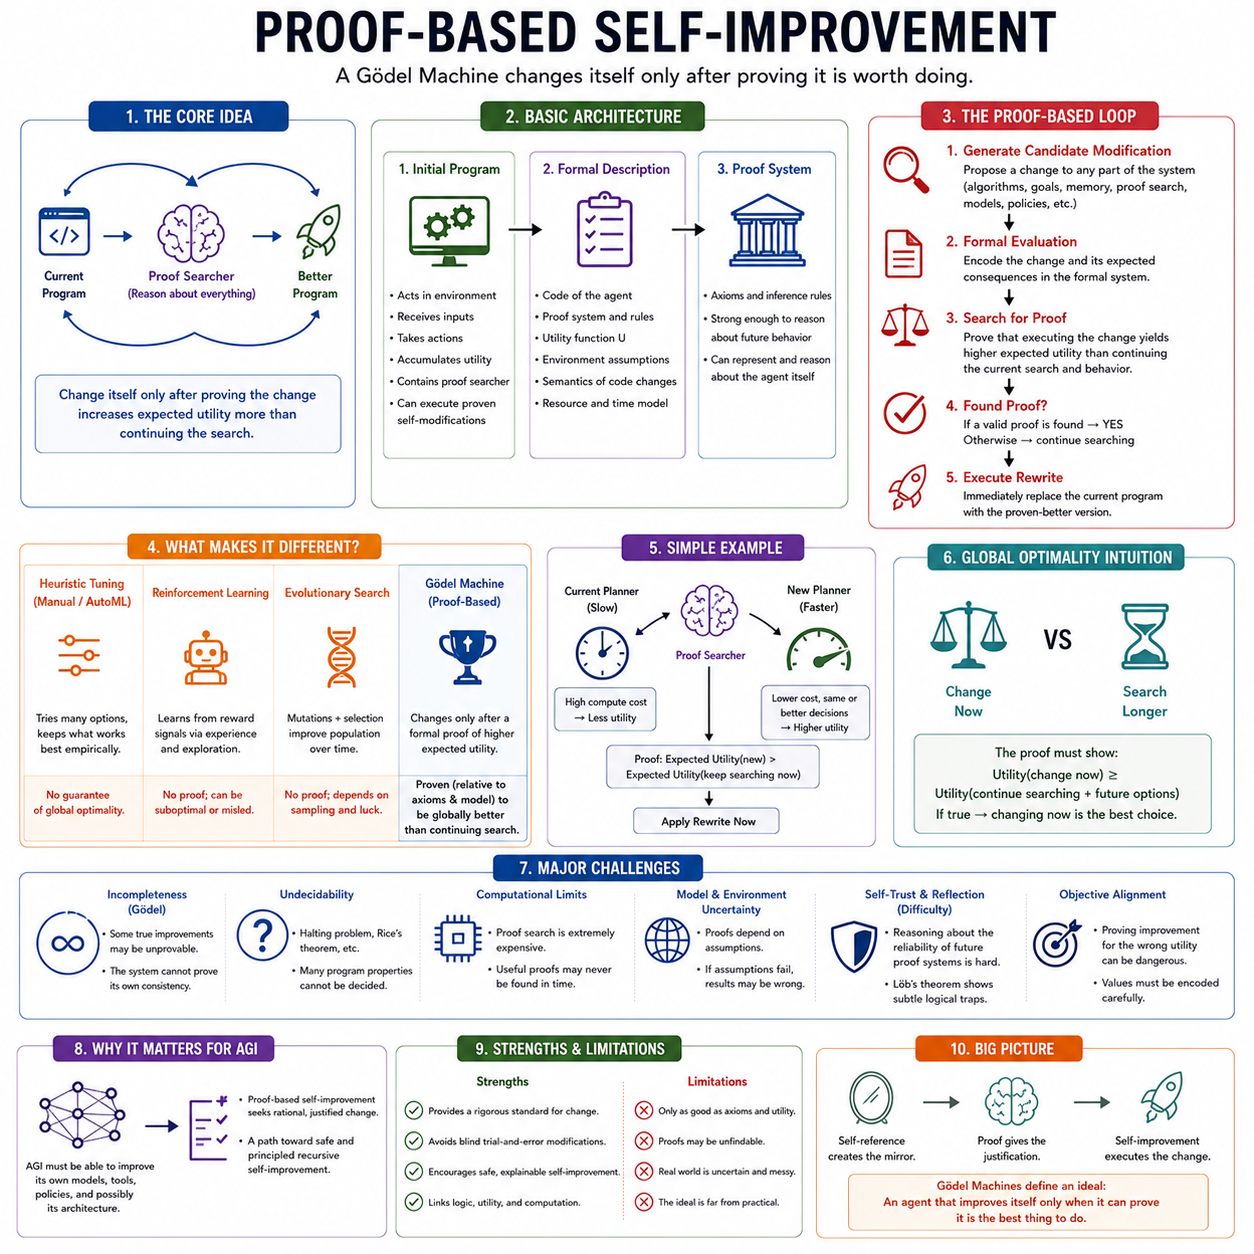 PROOF-BASED SELF-IMPROVEMENT
A Gödel Machine changes itself only after proving it is worth doing.
1. THE CORE IDEA
Current
Program
Proof Searcher
(Reason about everything)
Better
Program
Change itself only after proving the change
increases expected utility more than
continuing the search.
2. BASIC ARCHITECTURE
1. Initial Program
• Acts in environment
• Receives inputs
• Takes actions
• Accumulates utility
• Contains proof searcher
• Can execute proven
self-modifications
2. Formal Description
• Code of the agent
• Proof system and rules
• Utility function U
• Environment assumptions
• Semantics of code changes
• Resource and time model
3. Proof System
• Axioms and inference rules
• Strong enough to reason
about future behavior
• Can represent and reason
about the agent itself
3. THE PROOF-BASED LOOP
1. Generate Candidate Modification
Propose a change to any part of the system
(algorithms, goals, memory, proof search,
models, policies, etc.)
2. Formal Evaluation
Encode the change and its expected
consequences in the formal system.
3. Search for Proof
Prove that executing the change yields
higher expected utility than continuing
the current search and behavior.
4. Found Proof?
If a valid proof is found → YES
Otherwise → continue searching
5. Execute Rewrite
Immediately replace the current program
with the proven-better version.
4. WHAT MAKES IT DIFFERENT?
Heuristic Tuning
(Manual / AutoML)
Tries many options,
keeps what works
best empirically.
No guarantee
of global optimality.
Reinforcement Learning
Learns from reward
signals via experience
and exploration.
No proof; can be
suboptimal or misled.
Evolutionary Search
Mutations + selection
improve population
over time.
No proof; depends on
sampling and luck.
Gödel Machine
(Proof-Based)
Changes only after a
formal proof of higher
expected utility.
Proven (relative to
axioms & model) to
be globally better
than continuing search.
5. SIMPLE EXAMPLE
Current Planner
(Slow)
High compute cost
→ Less utility
Proof Searcher
New Planner
(Faster)
Lower cost, same or
better decisions
→ Higher utility
Proof: Expected Utility(new) >
Expected Utility(keep searching now)
Apply Rewrite Now
6. GLOBAL OPTIMALITY INTUITION
VS
Change
Now
Search
Longer
The proof must show:
Utility(change now) ≥
Utility(continue searching + future options)
If true → changing now is the best choice.
7. MAJOR CHALLENGES
Incompleteness
(Gödel)
• Some true improvements
may be unprovable.
• The system cannot prove
its own consistency.
Undecidability
?
• Halting problem, Rice's
theorem, etc.
• Many program properties
cannot be decided.
Computational Limits
• Proof search is extremely
expensive.
• Useful proofs may never
be found in time.
Model & Environment
Uncertainty
• Proofs depend on
assumptions.
• If assumptions fail,
results may be wrong.
Self-Trust & Reflection
(Difficulty)
• Reasoning about the
reliability of future
proof systems is hard.
• Löb's theorem shows
subtle logical traps.
Objective Alignment
• Proving improvement
for the wrong utility
can be dangerous.
• Values must be encoded
carefully.
8. WHY IT MATTERS FOR AGI
AGI must be able to improve
its own models, tools,
policies, and possibly
its architecture.
• Proof-based self-improvement
seeks rational, justified change.
• A path toward safe and
principled recursive
self-improvement.
9. STRENGTHS & LIMITATIONS
Strengths
Provides a rigorous standard for change.
Avoids blind trial-and-error modifications.
Encourages safe, explainable self-improvement.
Links logic, utility, and computation.
Limitations
Only as good as axioms and utility.
Proofs may be unfindable.
Real world is uncertain and messy.
The ideal is far from practical.
10. BIG PICTURE
Self-reference
creates the mirror.
Proof gives the
justification.
Self-improvement
executes the change.
Gödel Machines define an ideal:
An agent that improves itself only when it can prove
it is the best thing to do.